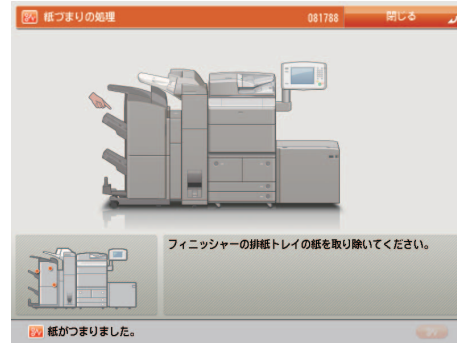 紙づまりの処理
081788
閉じる
フィニッシャーの排紙トレイの紙を取り除いてください。
紙がつまりました。